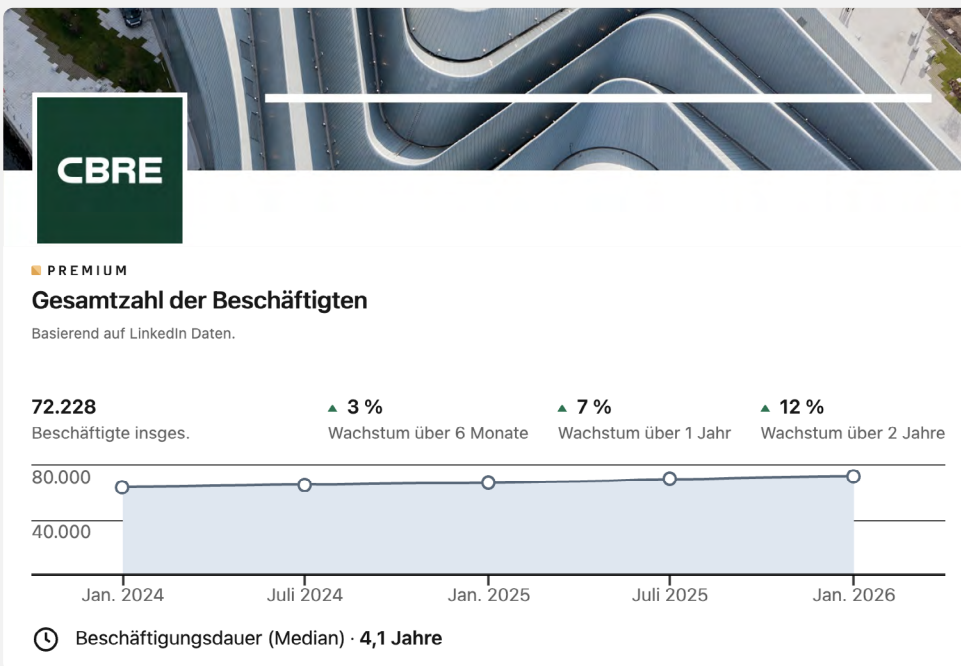 CBRE
PREMIUM
Gesamtzahl der Beschäftigten
Basierend auf LinkedIn Daten.
72.228
Beschäftigte insges.
3 %
Wachstum über 6 Monate
7 %
Wachstum über 1 Jahr
12 %
Wachstum über 2 Jahre
80.000
40.000
Jan. 2024
Juli 2024
Jan. 2025
Juli 2025
Jan. 2026
Beschäftigungsdauer (Median) · 4,1 Jahre